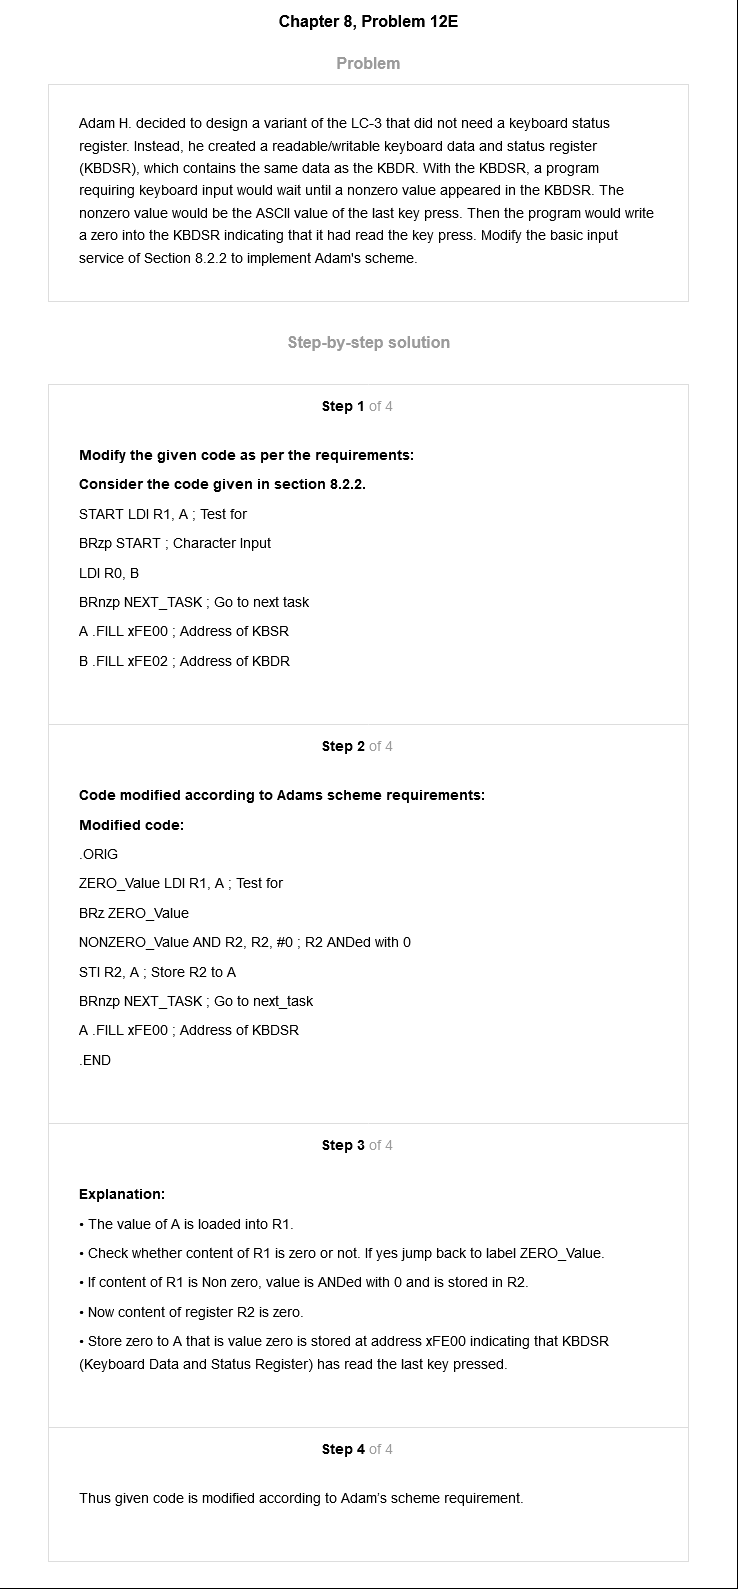 Chapter 8, Problem 12E
Problem
Adam H. decided to design a variant of the LC-3 that did not need a keyboard status
register. Instead, he created a readable/writable keyboard data and status register
(KBDSR), which contains the same data as the KBDR. With the KBDSR, a program
requiring keyboard input would wait until a nonzero value appeared in the KBDSR. The
nonzero value would be the ASCII value of the last key press. Then the program would write
a zero into the KBDSR indicating that it had read the key press. Modify the basic input
service of Section 8.2.2 to implement Adam's scheme.
Step-by-step solution
Step 1 of 4
Modify the given code as per the requirements:
Consider the code given in section 8.2.2.
START LDI R1, A ; Test for
BRzp START ; Character Input
LDI R0, B
BRnzp NEXT_TASK ; Go to next task
A .FILL xFE00 ; Address of KBSR
B .FILL xFE02 ; Address of KBDR
Step 2 of 4
Code modified according to Adams scheme requirements:
Modified code:
.ORIG
ZERO_Value LDI R1, A ; Test for
BRz ZERO_Value
NONZERO_Value AND R2, R2, #0 ; R2 ANDed with 0
STI R2, A ; Store R2 to A
BRnzp NEXT_TASK ; Go to next_task
A .FILL xFE00 ; Address of KBDSR
.END
Step 3 of 4
Explanation:
• The value of A is loaded into R1.
• Check whether content of R1 is zero or not. If yes jump back to label ZERO_Value.
• If content of R1 is Non zero, value is ANDed with 0 and is stored in R2.
• Now content of register R2 is zero.
• Store zero to A that is value zero is stored at address xFE00 indicating that KBDSR
(Keyboard Data and Status Register) has read the last key pressed.
Step 4 of 4
Thus given code is modified according to Adam's scheme requirement.